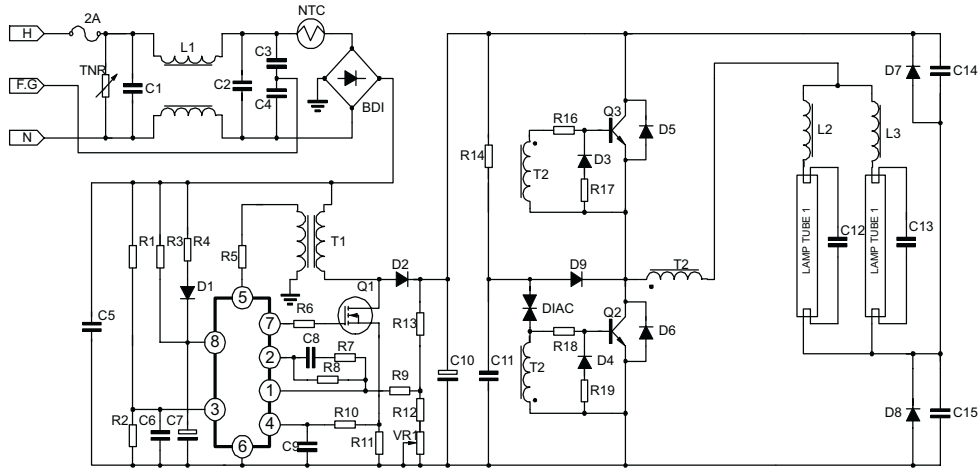 NTC
2A
H
L1
C3
D7
C14
TNR
F.G
C1
C2
C4
BDI
Q3
R16
D5
L2
L3
R14
D3
T2
R17
N
LAMP TUBE 1
LAMP TUBE 1
C12
C13
R1
R3
R4
R5
T1
D2
D9
T2
D1
5
Q1
R6
R13
DIAC
Q2
C5
7
R18
D6
8
C8
R7
C10
C11
T2
D4
2
R8
R9
R19
1
3
R12
D8
C15
R2
C6
C7
4
R10
C9
R11
VR1
6